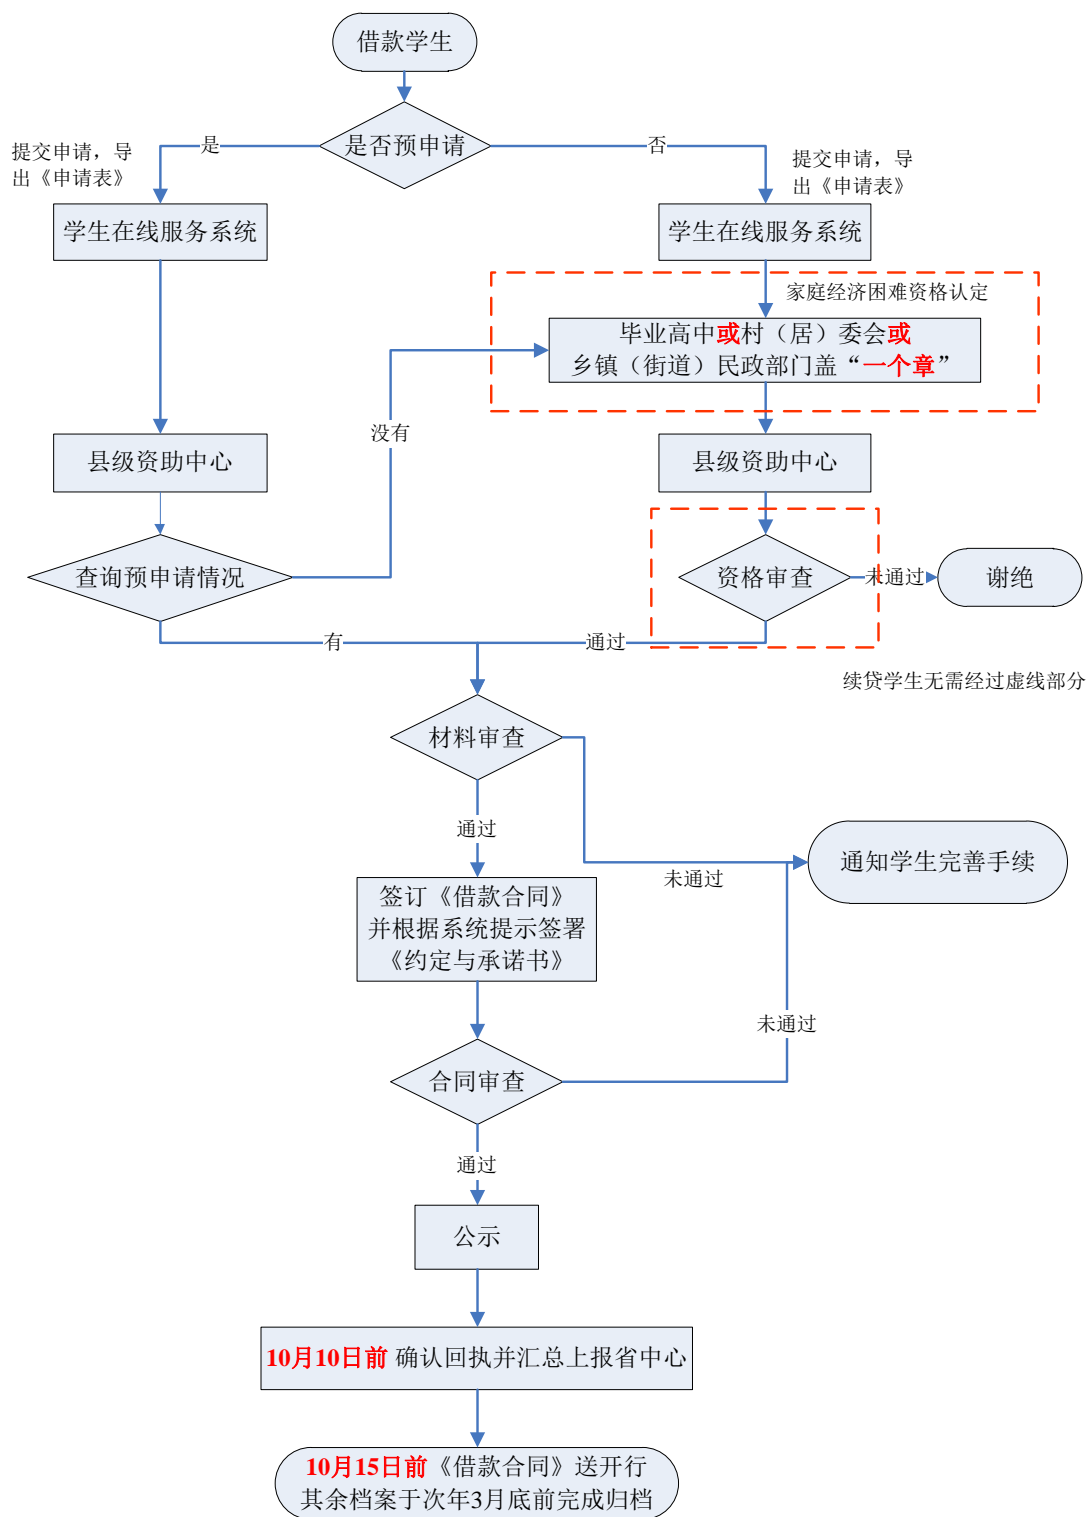 借款学生
是否预申请
是
否
提交申请，导
出《申请表》
提交申请，导
出《申请表》
学生在线服务系统
学生在线服务系统
家庭经济困难资格认定
毕业高中或村（居）委会或
乡镇（街道）民政部门盖“一个章”
没有
县级资助中心
县级资助中心
查询预申请情况
资格审查
未通过
谢绝
有
通过
续贷学生无需经过虚线部分
材料审查
通过
未通过
通知学生完善手续
签订《借款合同》
并根据系统提示签署
《约定与承诺书》
未通过
合同审查
通过
公示
10月10日前 确认回执并汇总上报省中心
10月15日前《借款合同》送开行
其余档案于次年3月底前完成归档